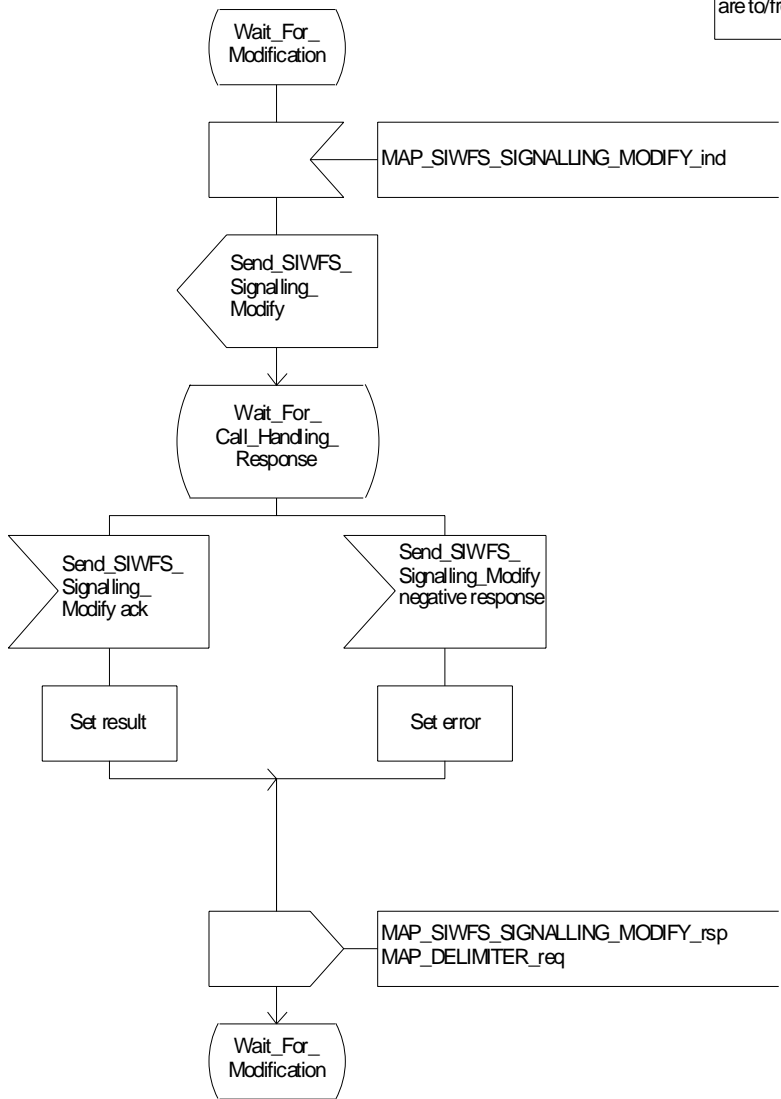 are to/fr
Wait_For_
Modification
MAP_SIWFS_SIGNALLING_MODIFY_ind
Send_SIWFS_
Signalling_
Modify
Wait_For_
Call_Handling_
Response
Send_SIWFS_
Signalling_
Modify ack
Send_SIWFS_
Signalling_Modify
negative response
Set result
Set error
MAP_SIWFS_SIGNALLING_MODIFY_rsp
MAP_DELIMITER_req
Wait_For_
Modification